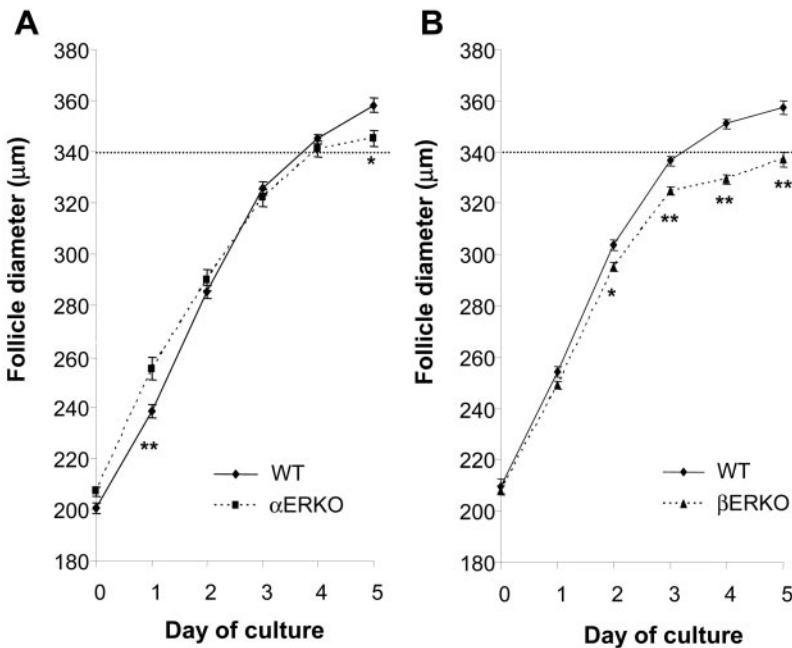 A
Follicle diameter (µm)
380
360
340
320
300
280
260
240
220
200
180
*
**
WT
αERKO
0 1 2 3 4 5
Day of culture
B
Follicle diameter (µm)
380
360
340
320
300
280
260
240
220
200
180
*
**
**
**
WT
βERKO
0 1 2 3 4 5
Day of culture